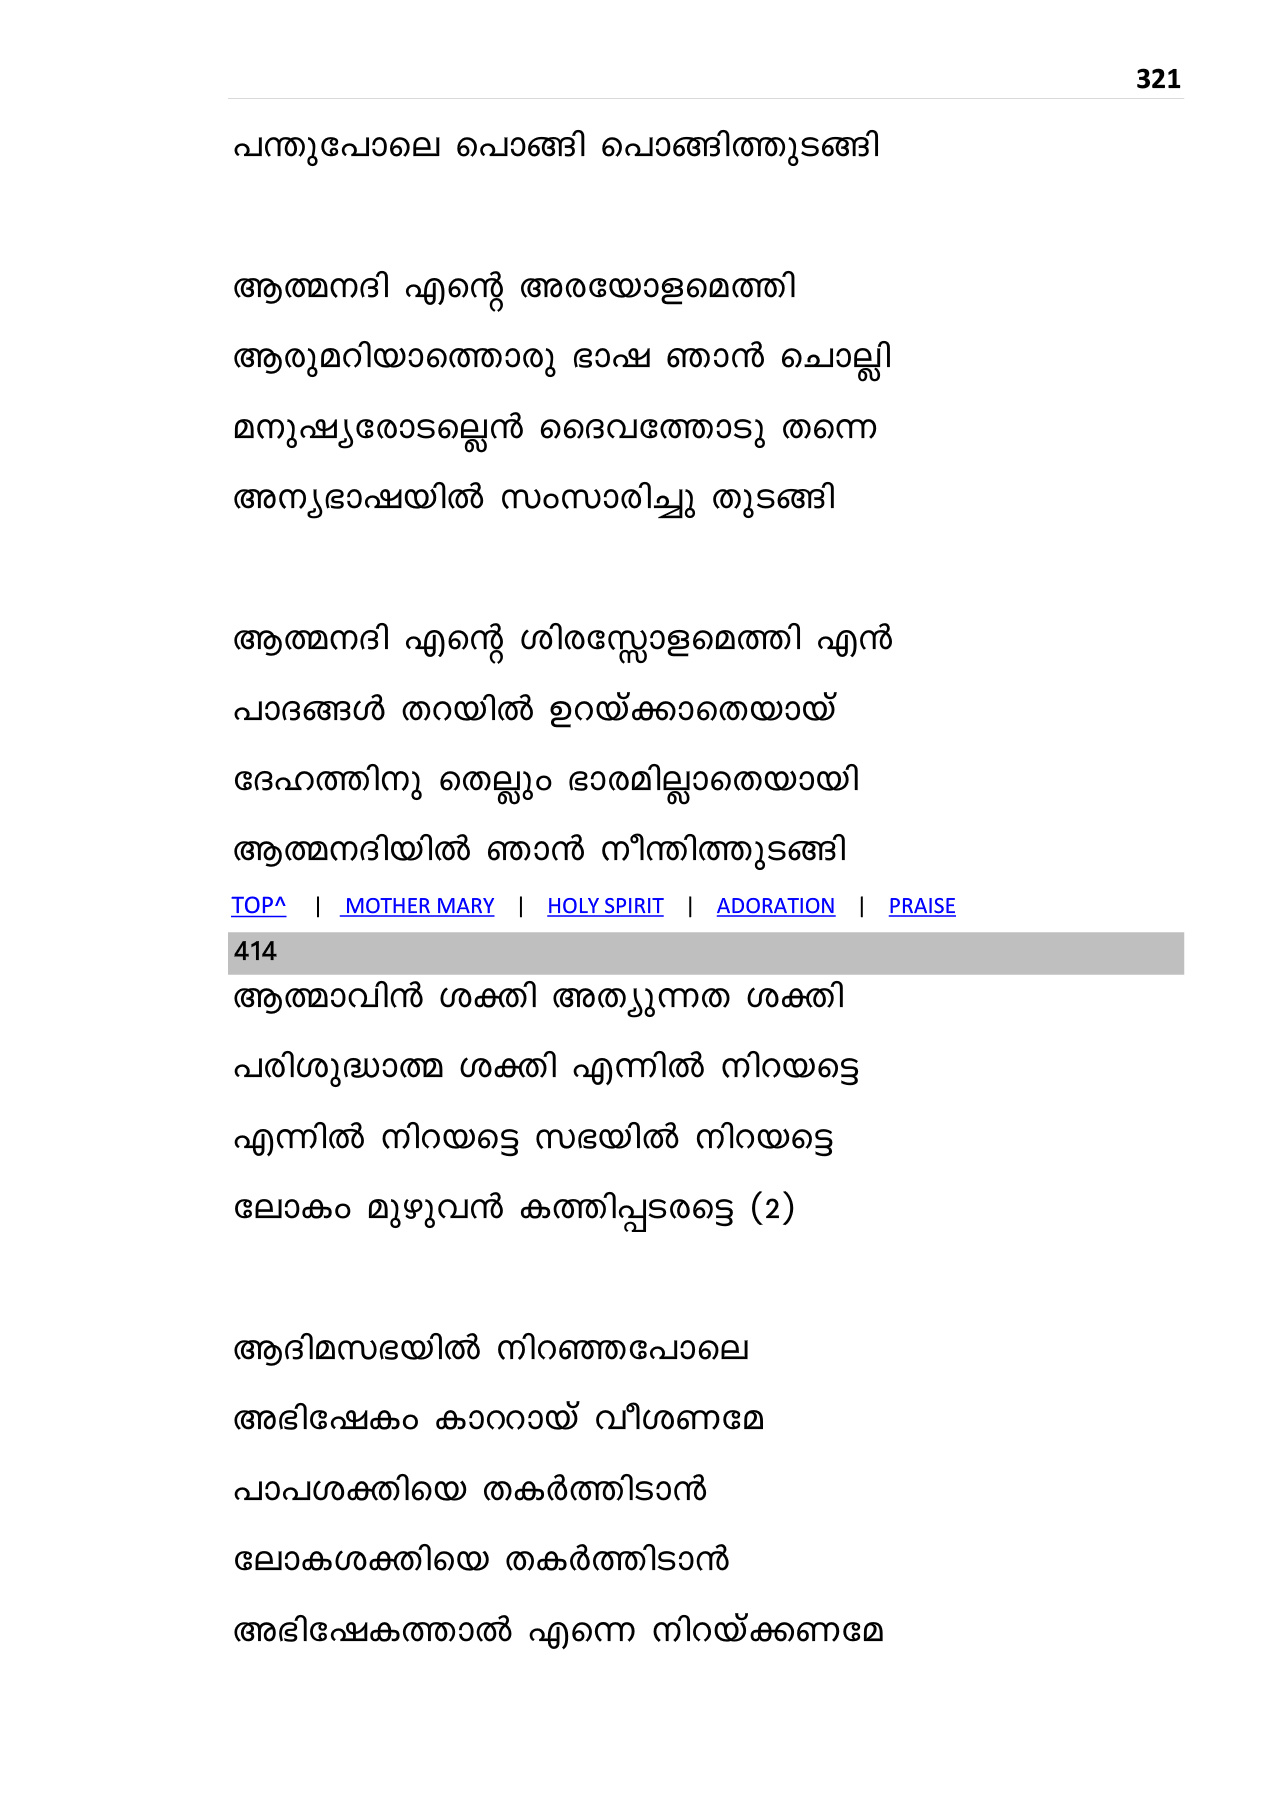 321
പന്തുപോലെ പൊങ്ങി പൊങ്ങിത്തുടങ്ങി
ആത്മനദി എന്റെ അരയോളമെത്തി
ആരുമറിയാത്തൊരു ഭാഷ ഞാൻ ചൊല്ലി
മനുഷ്യരോടല്ലെൻ ദൈവത്തോടു തന്നെ
അന്യഭാഷയിൽ സംസാരിച്ചു തുടങ്ങി
ആത്മനദി എന്റെ ശിരസ്സോളമെത്തി എൻ
പാദങ്ങൾ തറയിൽ ഉറയ്ക്കാതെയായ്
ദേഹത്തിനു തെല്ലും ഭാരമില്ലാതെയായി
ആത്മനദിയിൽ ഞാൻ നീന്തിത്തുടങ്ങി
TOP^ | MOTHER MARY | HOLY SPIRIT | ADORATION | PRAISE
414
ആത്മാവിൻ ശക്തി അത്യുന്നത ശക്തി
പരിശുദ്ധാത്മ ശക്തി എന്നിൽ നിറയട്ടെ
എന്നിൽ നിറയട്ടെ സഭയിൽ നിറയട്ടെ
ലോകം മുഴുവൻ കത്തിപ്പടരട്ടെ (2)
ആദിമസഭയിൽ നിറഞ്ഞപോലെ
അഭിഷേകം കാററായ് വീശണമേ
പാപശക്തിയെ തകർത്തിടാൻ
ലോകശക്തിയെ തകർത്തിടാൻ
അഭിഷേകത്താൽ എന്നെ നിറയ്ക്കണമേ